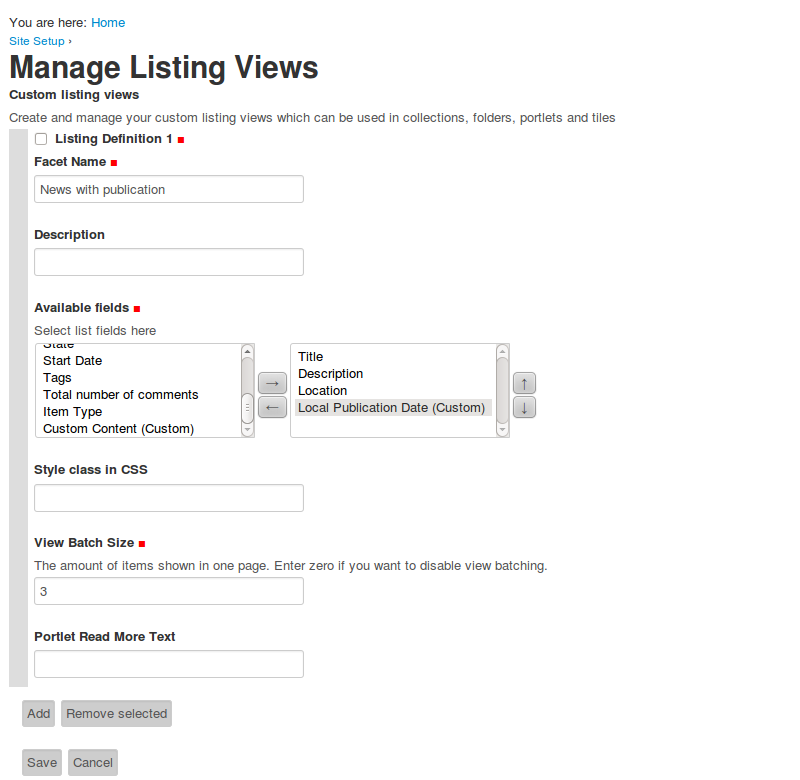 You are here: Home
Site Setup ›
Manage Listing Views
Custom listing views
Create and manage your custom listing views which can be used in collections, folders, portlets and tiles
Listing Definition 1
Facet Name
News with publication
Description
Available fields
Select list fields here
State
Start Date
Tags
Total number of comments
Item Type
Custom Content (Custom)
→
←
Title
Description
Location
Local Publication Date (Custom)
↑
↓
Style class in CSS
View Batch Size
The amount of items shown in one page. Enter zero if you want to disable view batching.
3
Portlet Read More Text
Add Remove selected
Save Cancel